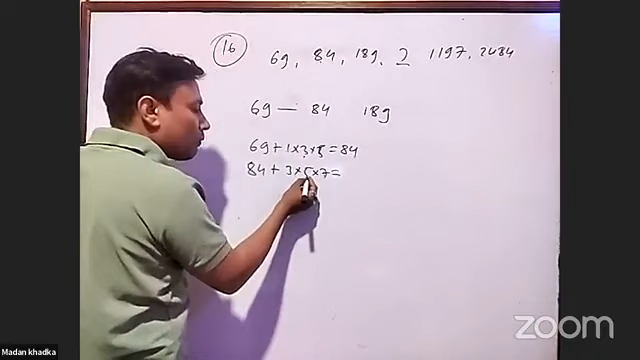 16
69, 84, 189, ? 1197, 2484
69 — 84 189
69 + 1×3×5 = 84
84 + 3×5×7 =
Madan khadka
zoom